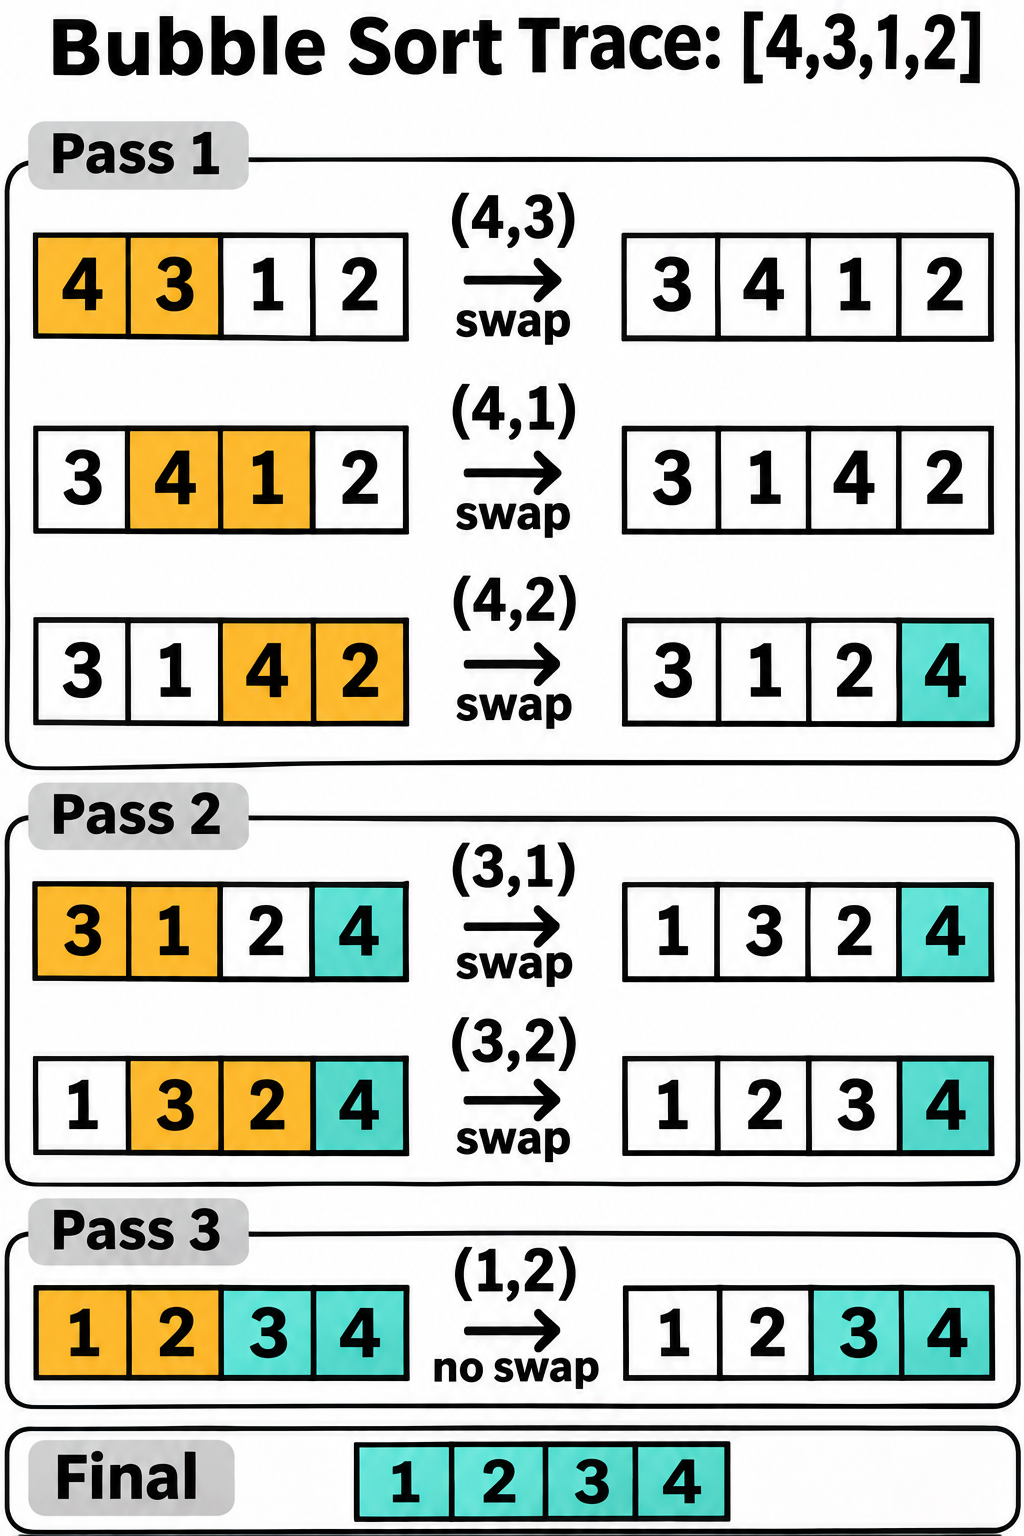 Bubble Sort Trace: [4,3,1,2]
Pass 1
(4,3)
4 3 1 2 → 3 4 1 2
swap
(4,1)
3 4 1 2 → 3 1 4 2
swap
(4,2)
3 1 4 2 → 3 1 2 4
swap
Pass 2
(3,1)
3 1 2 4 → 1 3 2 4
swap
(3,2)
1 3 2 4 → 1 2 3 4
swap
Pass 3
(1,2)
1 2 3 4 → 1 2 3 4
no swap
Final 1 2 3 4